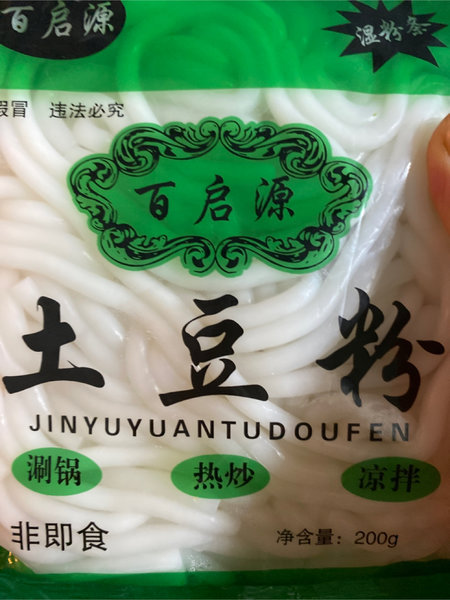 百启源
湿粉条
假冒 违法必究
百启源
土豆粉
JINYUYUANTUDOUFEN
涮锅 热炒 凉拌
非即食
净含量：200g